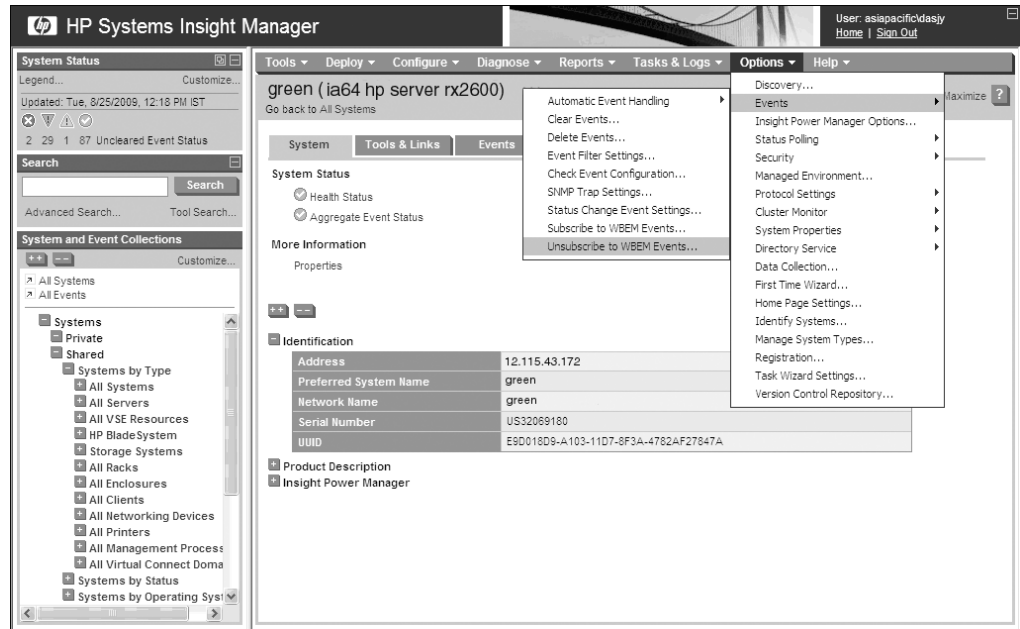 hp HP Systems Insight Manager
User: asiapacific\dasjy
Home | Sign Out
System Status
Legend... Customize...
Updated: Tue, 8/25/2009, 12:18 PM IST
2 29 1 87 Uncleared Event Status
Search
Search
Advanced Search... Tool Search...
System and Event Collections
Customize...
All Systems
All Events
Systems
Private
Shared
Systems by Type
All Systems
All Servers
All VSE Resources
HP BladeSystem
Storage Systems
All Racks
All Enclosures
All Clients
All Networking Devices
All Printers
All Management Process
All Virtual Connect Doma
Systems by Status
Systems by Operating Syst
Tools Deploy Configure Diagnose Reports Tasks & Logs Options Help
green (ia64 hp server rx2600)
Go back to All Systems
Maximize ?
System Tools & Links Events
System Status
Health Status
Aggregate Event Status
More Information
Properties
Identification
Address 12.115.43.172
Preferred System Name green
Network Name green
Serial Number US32069180
UUID E9D018D9-A103-11D7-8F3A-4782AF27847A
Product Description
Insight Power Manager
Automatic Event Handling
Clear Events...
Delete Events...
Event Filter Settings...
Check Event Configuration...
SNMP Trap Settings...
Status Change Event Settings...
Subscribe to WBEM Events...
Unsubscribe to WBEM Events...
Discovery...
Events
Insight Power Manager Options...
Status Polling
Security
Managed Environment...
Protocol Settings
Cluster Monitor
System Properties
Directory Service
Data Collection...
First Time Wizard...
Home Page Settings...
Identify Systems...
Manage System Types...
Registration...
Task Wizard Settings...
Version Control Repository...